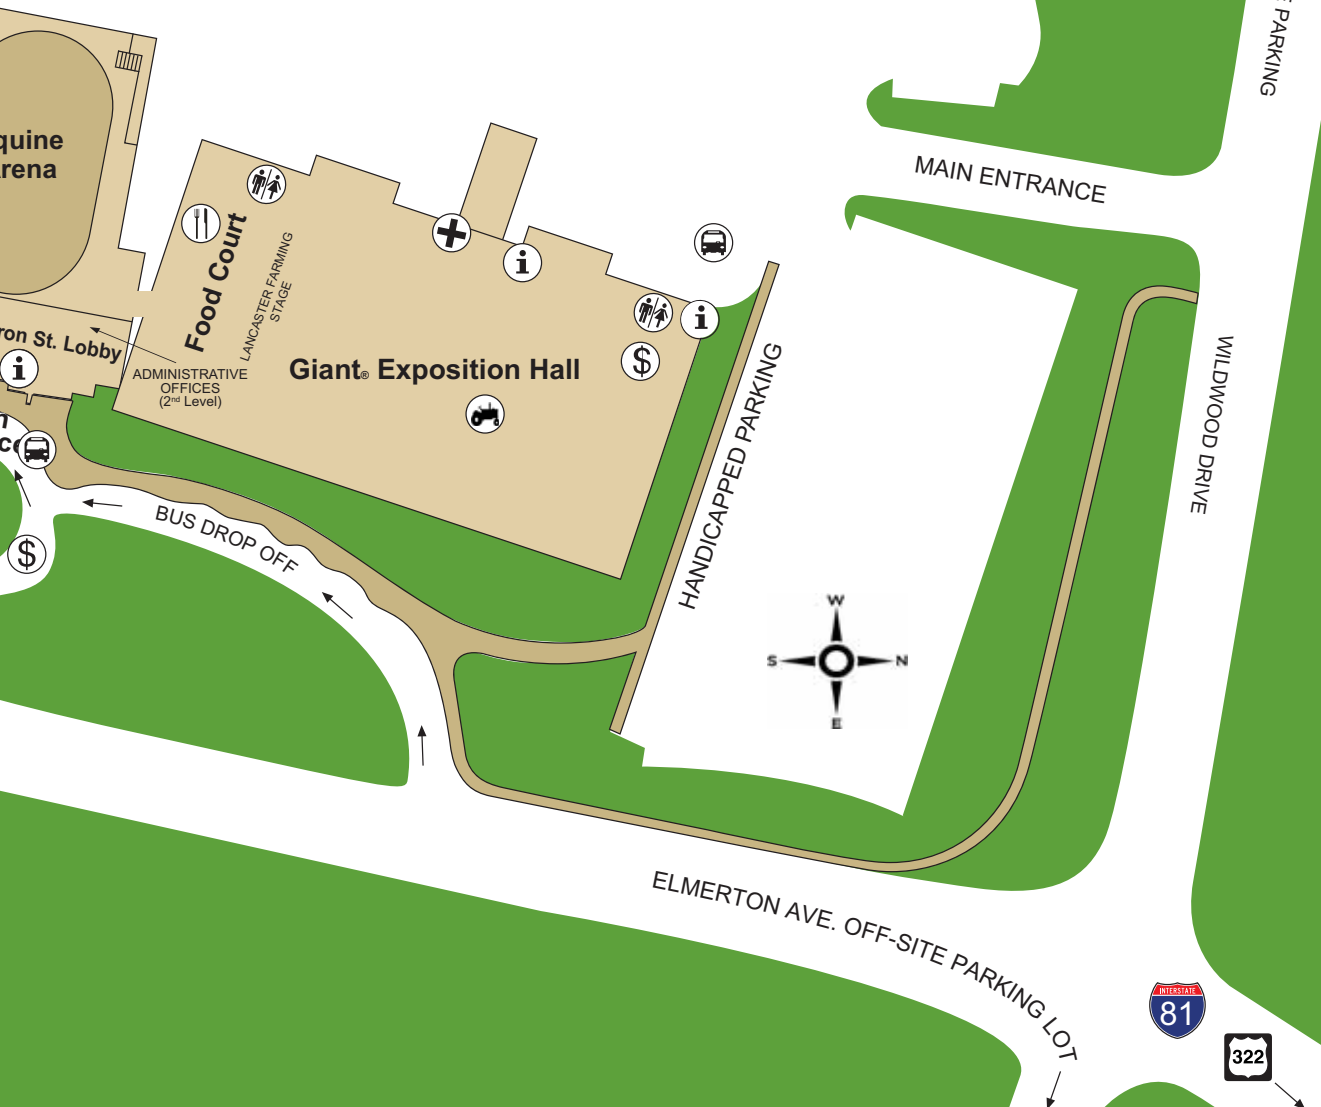 PARKING
quine
rena
MAIN ENTRANCE
Food Court
LANCASTER FARMING
STAGE
ron St. Lobby
ADMINISTRATIVE
OFFICES
(2nd Level)
Giant® Exposition Hall
$
HANDICAPPED PARKING
WILDWOOD DRIVE
BUS DROP OFF
$
W
S N
E
ELMERTON AVE. OFF-SITE PARKING LOT
INTERSTATE
81
322